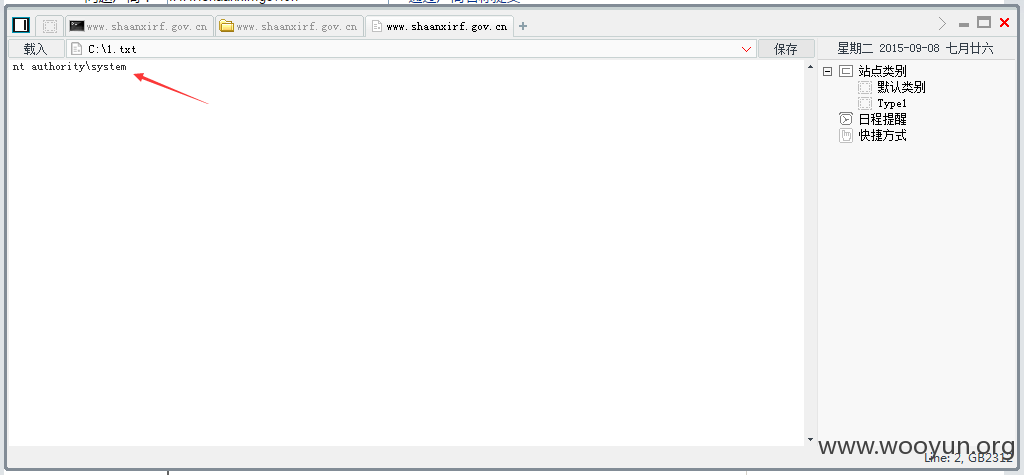 www.shaanxirf.gov.cn
www.shaanxirf.gov.cn
www.shaanxirf.gov.cn
载入
C:\1.txt
保存
星期二 2015-09-08 七月廿六
nt authority\system
站点类别
默认类别
Type1
日程提醒
快捷方式
www.wooyun.org
Line: 2, GB2312